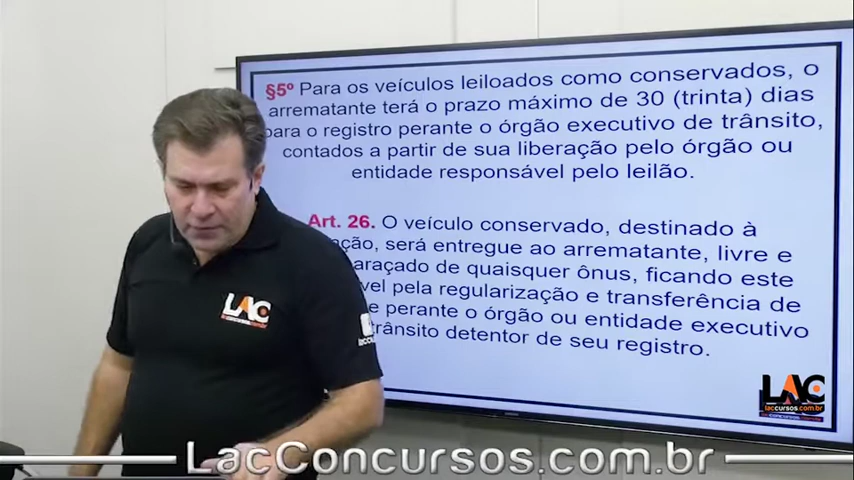 §5º Para os veículos leiloados como conservados, o
arrematante terá o prazo máximo de 30 (trinta) dias
para o registro perante o órgão executivo de trânsito,
contados a partir de sua liberação pelo órgão ou
entidade responsável pelo leilão.
Art. 26. O veículo conservado, destinado à
será entregue ao arrematante, livre e
de quaisquer ônus, ficando este
pela regularização e transferência de
perante o órgão ou entidade executivo
trânsito detentor de seu registro.
LAC
LAC
laccursos.com.br
LacConcursos.com.br